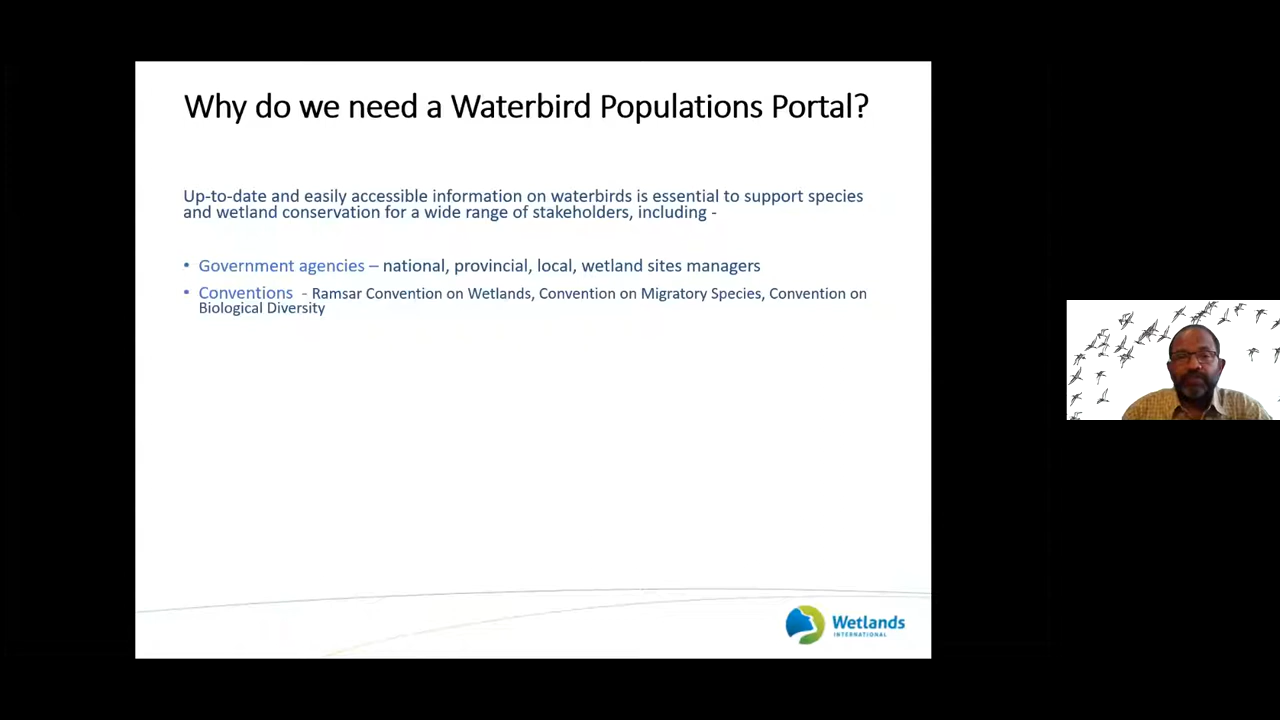 Why do we need a Waterbird Populations Portal?
Up-to-date and easily accessible information on waterbirds is essential to support species
and wetland conservation for a wide range of stakeholders, including -
• Government agencies – national, provincial, local, wetland sites managers
• Conventions - Ramsar Convention on Wetlands, Convention on Migratory Species, Convention on
Biological Diversity
Wetlands
INTERNATIONAL